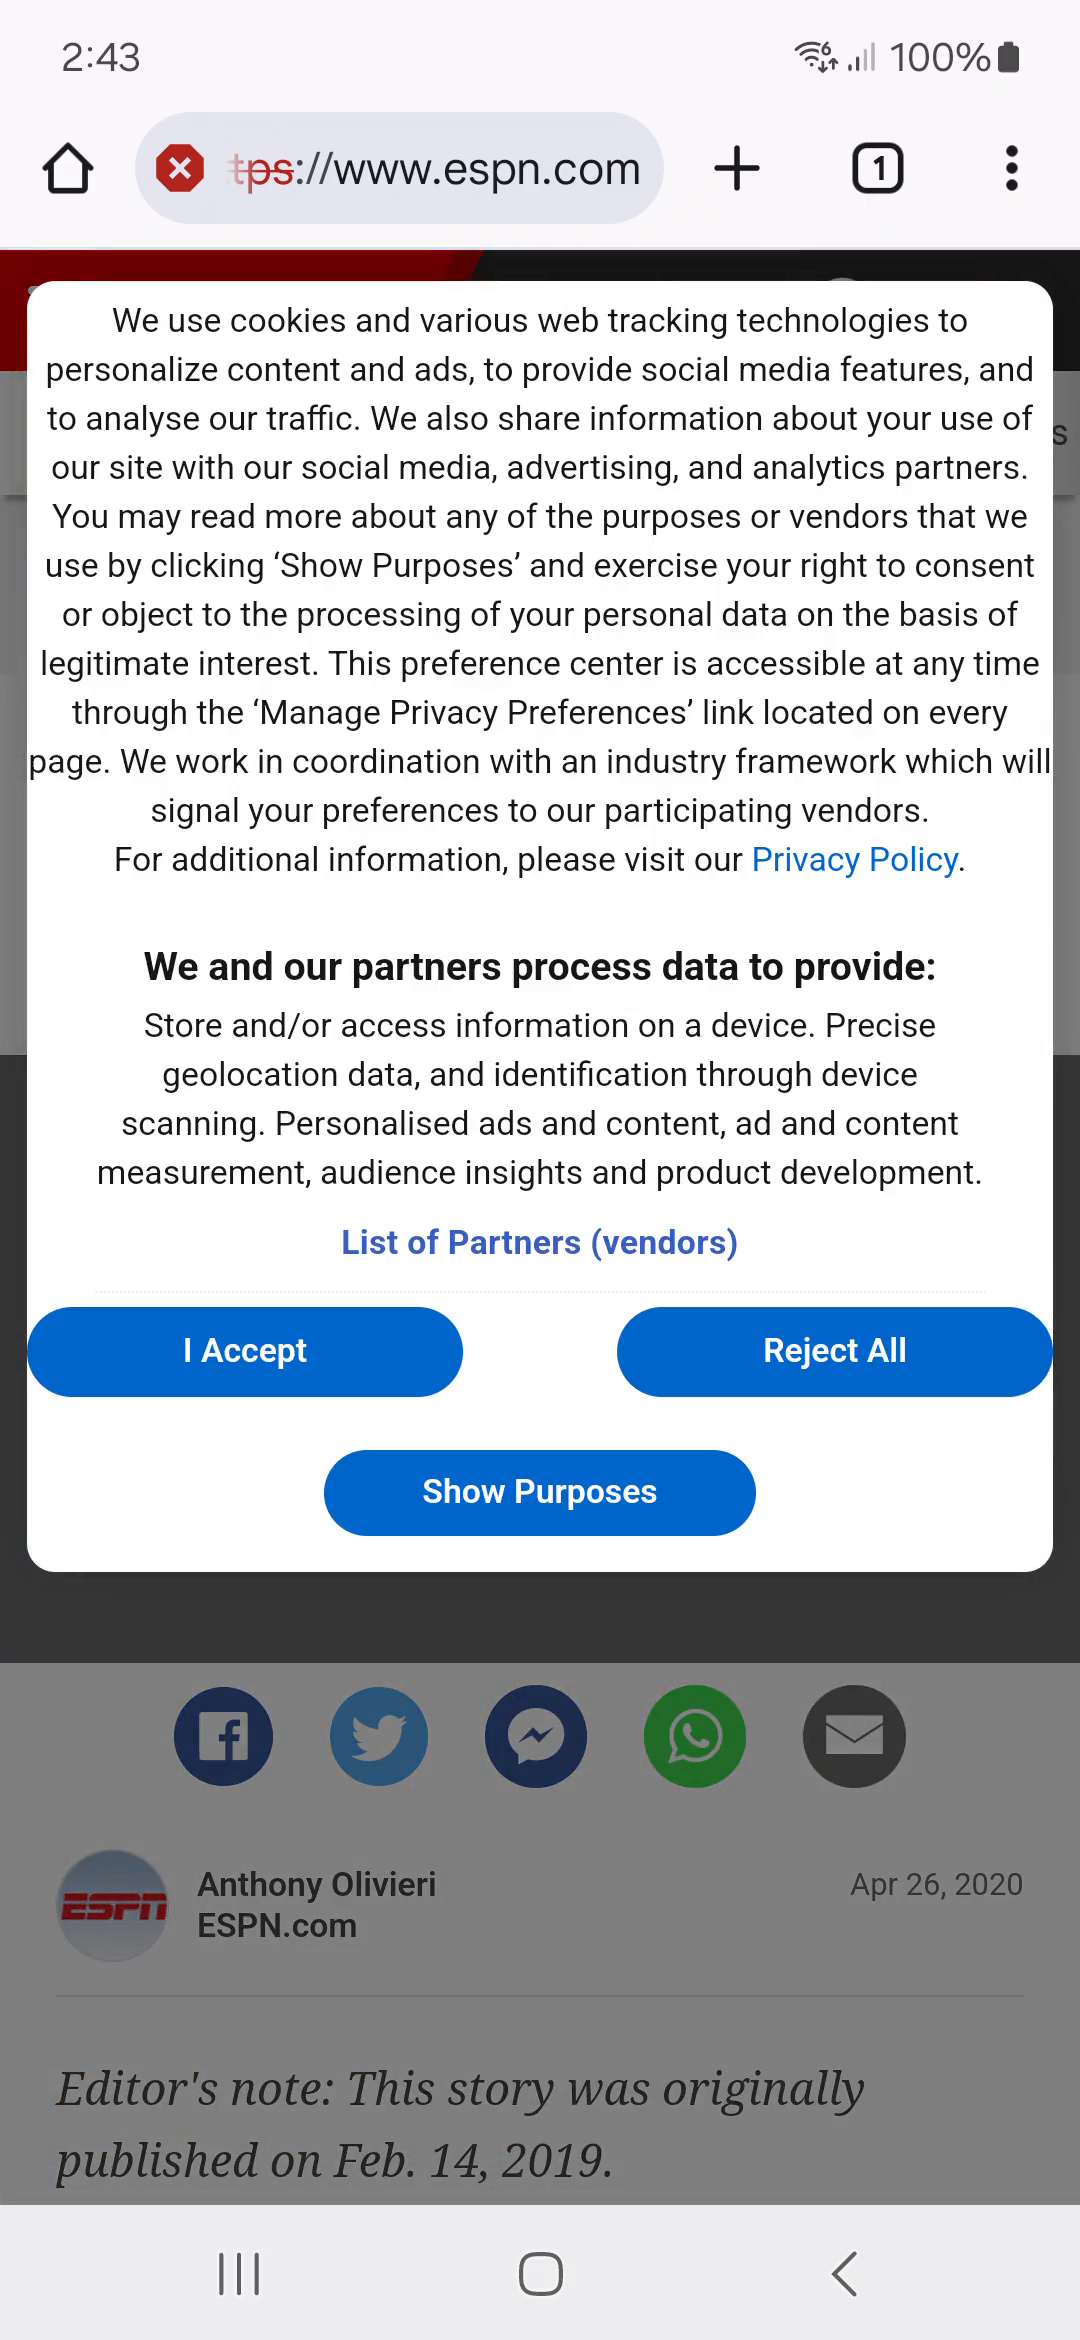 2:43
6
100%
tps://www.espn.com
1
We use cookies and various web tracking technologies to
personalize content and ads, to provide social media features, and
to analyse our traffic. We also share information about your use of
our site with our social media, advertising, and analytics partners.
You may read more about any of the purposes or vendors that we
use by clicking ‘Show Purposes’ and exercise your right to consent
or object to the processing of your personal data on the basis of
legitimate interest. This preference center is accessible at any time
through the ‘Manage Privacy Preferences’ link located on every
page. We work in coordination with an industry framework which will
signal your preferences to our participating vendors.
For additional information, please visit our Privacy Policy.
s
We and our partners process data to provide:
Store and/or access information on a device. Precise
geolocation data, and identification through device
scanning. Personalised ads and content, ad and content
measurement, audience insights and product development.
List of Partners (vendors)
I Accept
Reject All
Show Purposes
ESPN
Anthony Olivieri
ESPN.com
Apr 26, 2020
Editor's note: This story was originally
published on Feb. 14, 2019.